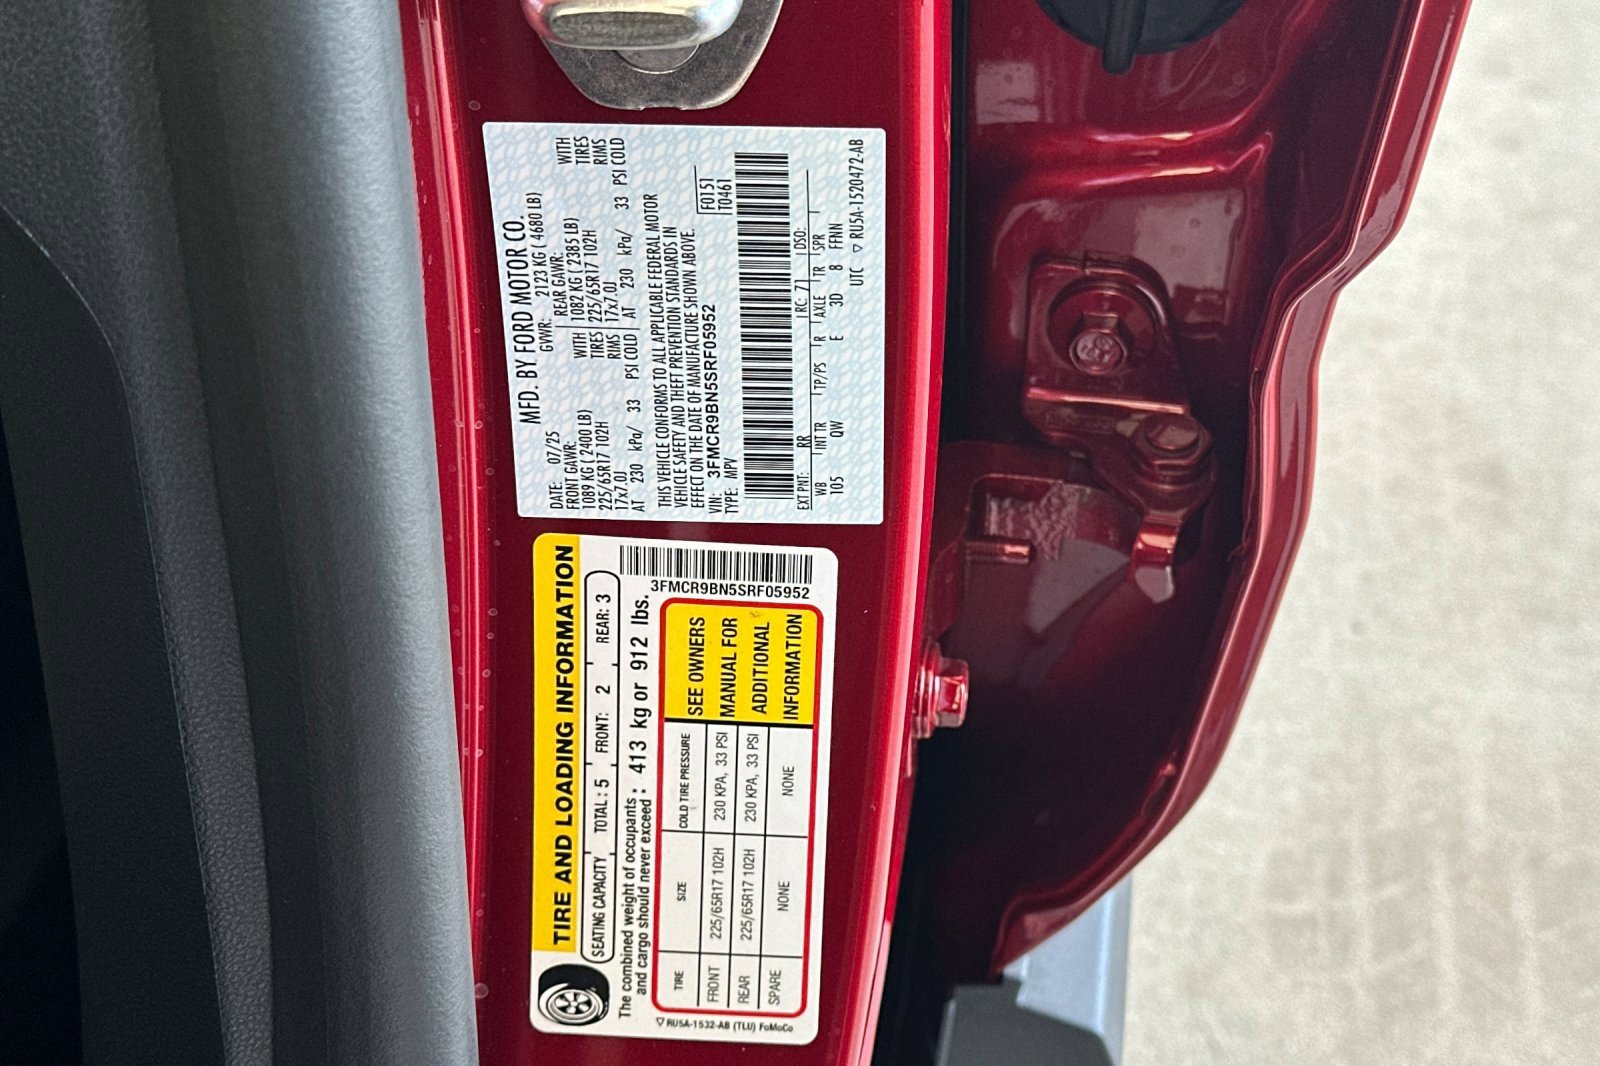 MFD. BY FORD MOTOR CO.
DATE: 07/25 GVWR: 2123 KG ( 4680 LB)
FRONT GAWR: REAR GAWR:
1089 KG ( 2400 LB) WITH 1082 KG ( 2385 LB) WITH
225/65R17 102H TIRES 225/65R17 102H TIRES
17x7.0J RIMS 17x7.0J RIMS
AT 230 kPa/ 33 PSI COLD AT 230 kPa/ 33 PSI COLD
THIS VEHICLE CONFORMS TO ALL APPLICABLE FEDERAL MOTOR
VEHICLE SAFETY AND THEFT PREVENTION STANDARDS IN
EFFECT ON THE DATE OF MANUFACTURE SHOWN ABOVE.
VIN: 3FMCR9BN5SRF05952 F0151
TYPE: MPV T0461
EXT PNT: RR RC: 71 DSO:
WB INT TR TP/PS R AXLE TR SPR
105 QW E 3D 8 FFNN
UTC ▽ RU5A-1520472-AB
TIRE AND LOADING INFORMATION
SEATING CAPACITY TOTAL: 5 FRONT: 2 REAR: 3
The combined weight of occupants
and cargo should never exceed : 413 kg or 912 lbs.
3FMCR9BN5SRF05952
TIRE SIZE COLD TIRE PRESSURE
FRONT 225/65R17 102H 230 KPA, 33 PSI
REAR 225/65R17 102H 230 KPA, 33 PSI
SPARE NONE NONE
SEE OWNERS
MANUAL FOR
ADDITIONAL
INFORMATION
▽ RU5A-1532-AB (TLU) FoMoCo